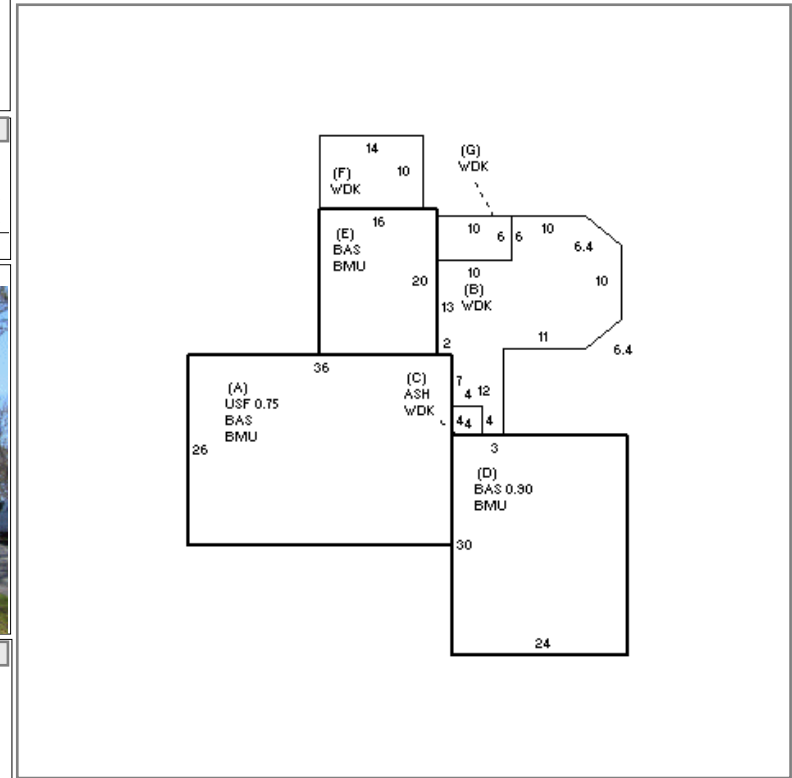 14
10
(F)
WDK
(G)
WDK
16
(E)
BAS
BMU
20
10
6
6
10
6.4
10
10
(B)
WDK
13
2
11
6.4
36
(A)
USF 0.75
BAS
BMU
26
(C)
ASH
WDK
7
4
12
4
4
4
3
(D)
BAS 0.90
BMU
30
24